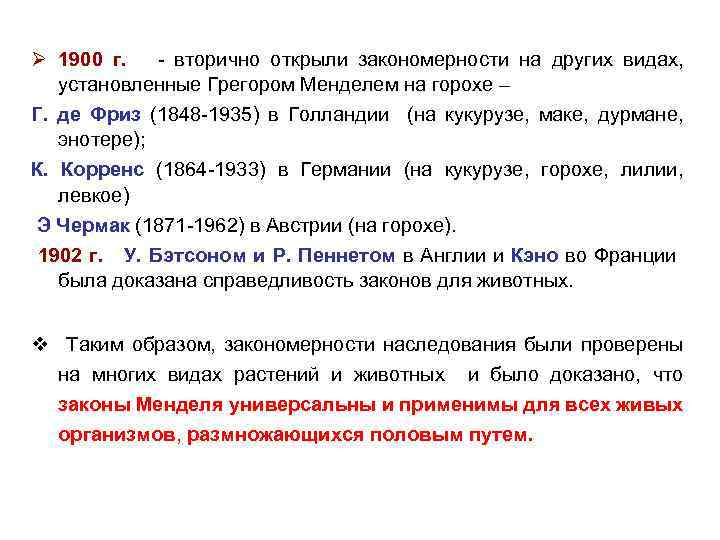 ➢ 1900 г. - вторично открыли закономерности на других видах,
установленные Грегором Менделем на горохе –
Г. де Фриз (1848-1935) в Голландии (на кукурузе, маке, дурмане,
энотере);
К. Корренс (1864-1933) в Германии (на кукурузе, горохе, лилии,
левкое)
Э Чермак (1871-1962) в Австрии (на горохе).
1902 г. У. Бэтсоном и Р. Пеннетом в Англии и Кэно во Франции
была доказана справедливость законов для животных.
❖ Таким образом, закономерности наследования были проверены
на многих видах растений и животных и было доказано, что
законы Менделя универсальны и применимы для всех живых
организмов, размножающихся половым путем.